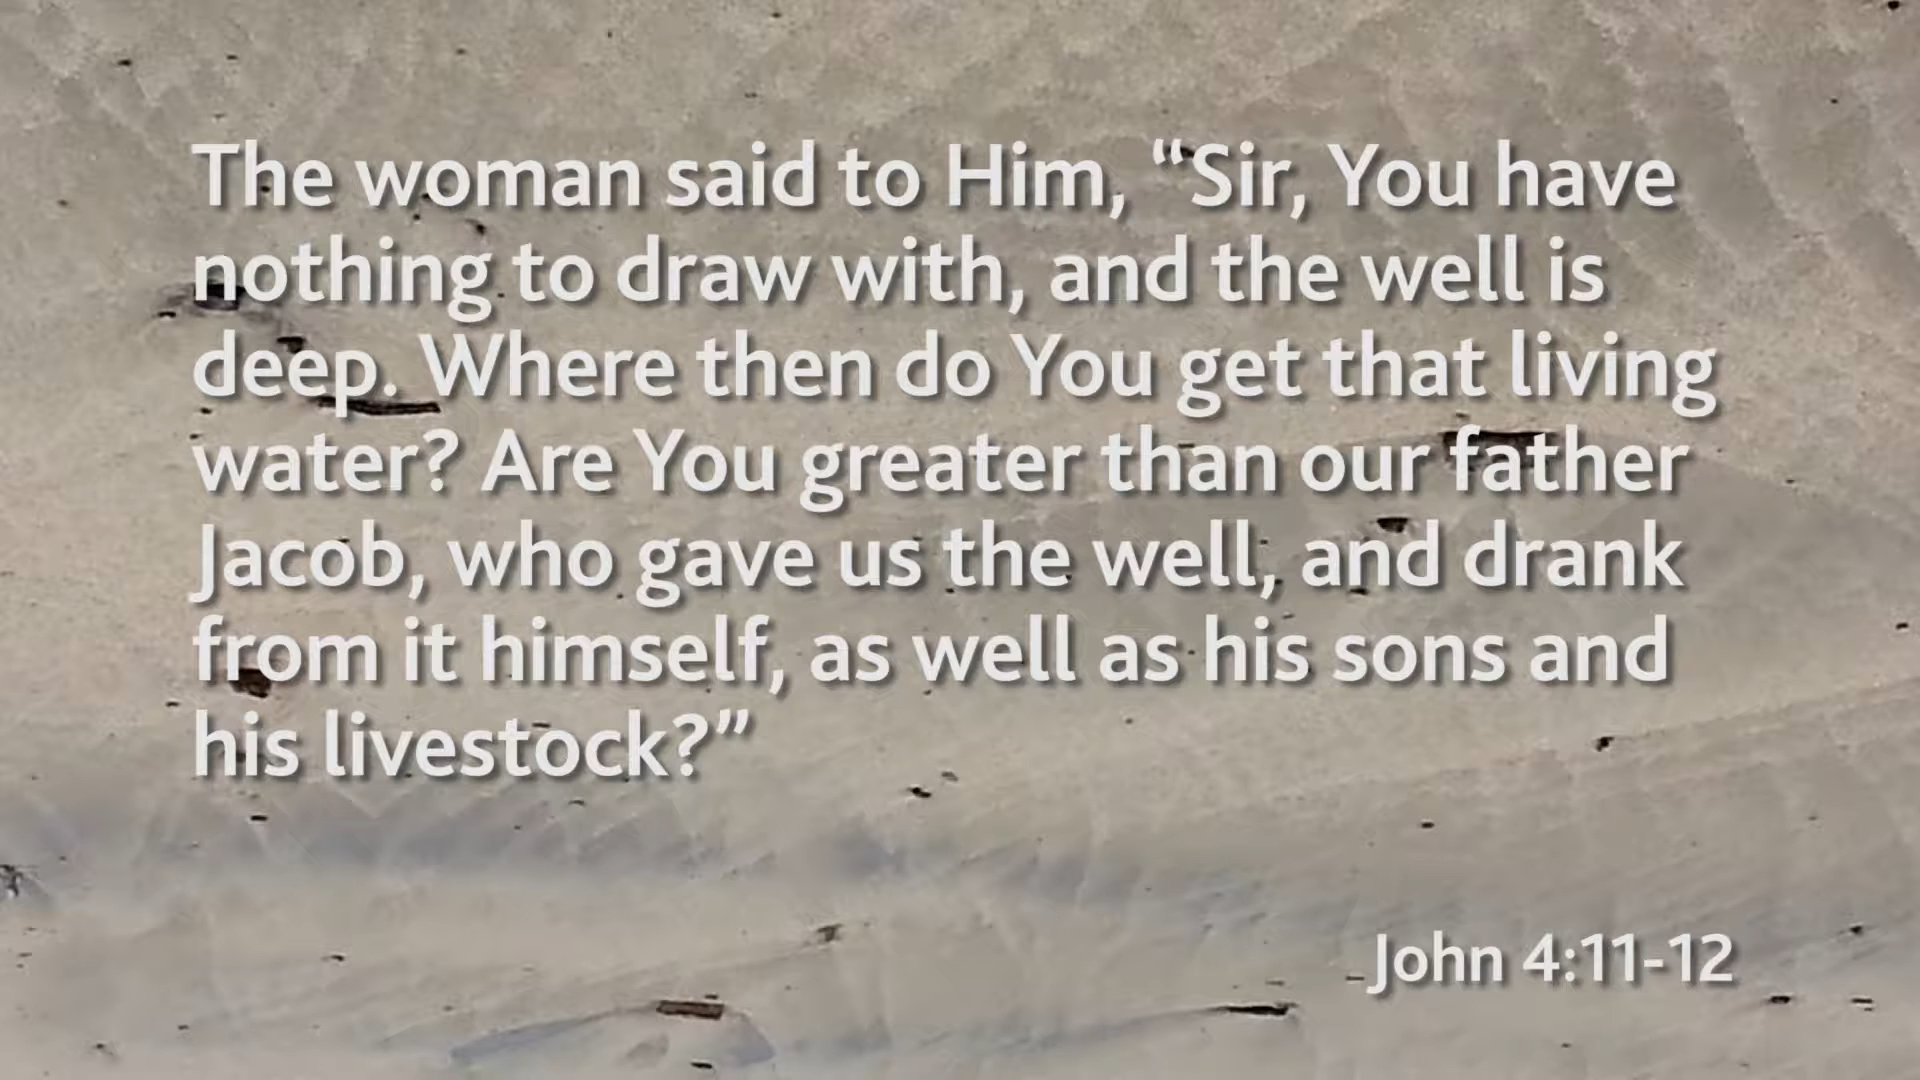 The woman said to Him, “Sir, You have
nothing to draw with, and the well is
deep. Where then do You get that living
water? Are You greater than our father
Jacob, who gave us the well, and drank
from it himself, as well as his sons and
his livestock?”
John 4:11-12